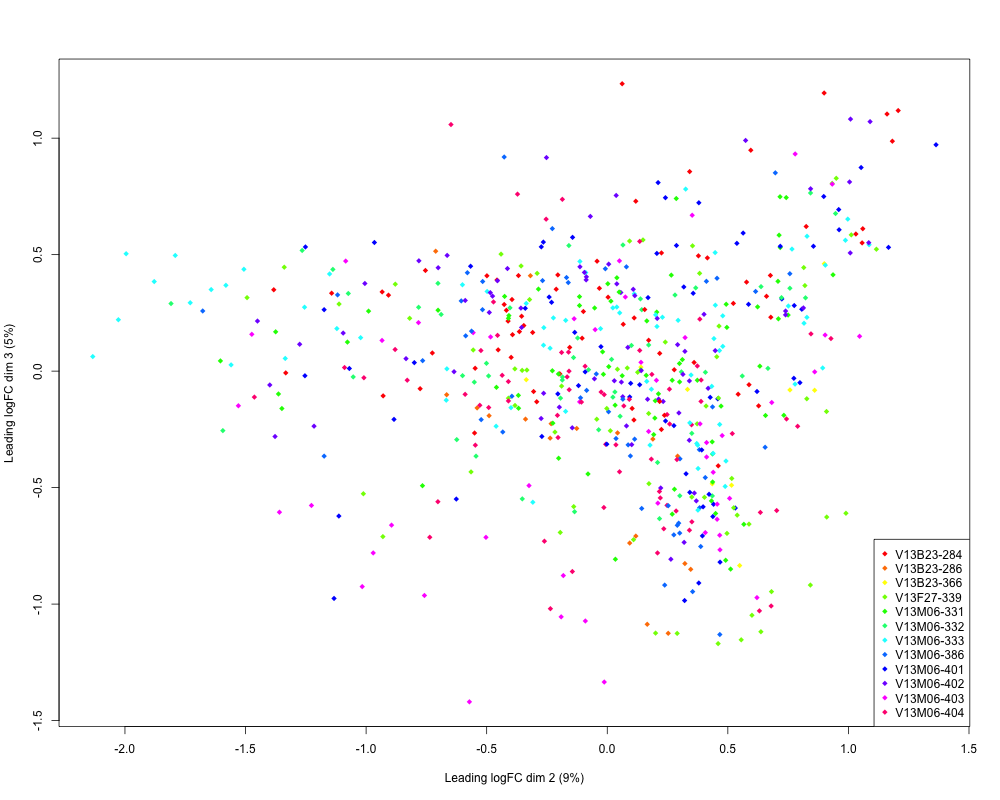 1.0
0.5
0.0
-0.5
-1.0
-1.5
Leading logFC dim 3 (5%)
V13B23-284
V13B23-286
V13B23-366
V13F27-339
V13M06-331
V13M06-332
V13M06-333
V13M06-386
V13M06-401
V13M06-402
V13M06-403
V13M06-404
-2.0 -1.5 -1.0 -0.5 0.0 0.5 1.0 1.5
Leading logFC dim 2 (9%)